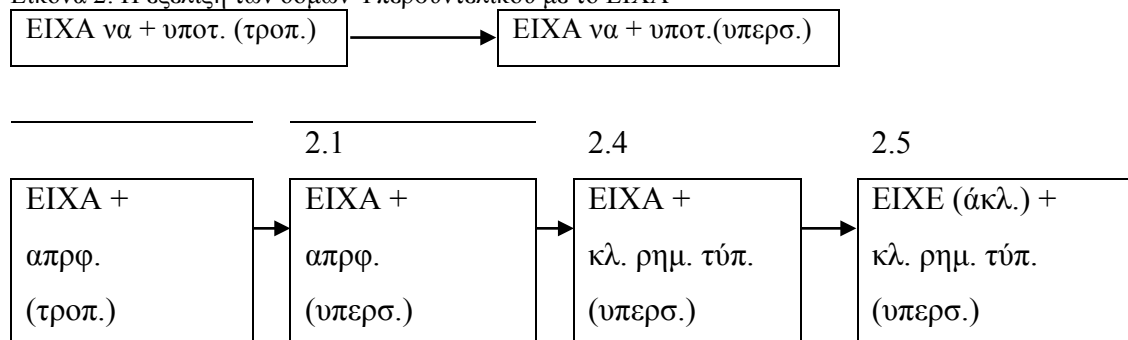 Εικόνα 2: Η εξέλιξη των δομών Υπερσυντελίκου με το ΕΙΧΑ
ΕΙΧΑ να + υποτ. (τροπ.)
ΕΙΧΑ να + υποτ.(υπερσ.)
2.1
2.4
2.5
ΕΙΧΑ +
απρφ.
(τροπ.)
ΕΙΧΑ +
απρφ.
(υπερσ.)
ΕΙΧΑ +
κλ. ρημ. τύπ.
(υπερσ.)
ΕΙΧΕ (άκλ.) +
κλ. ρημ. τύπ.
(υπερσ.)